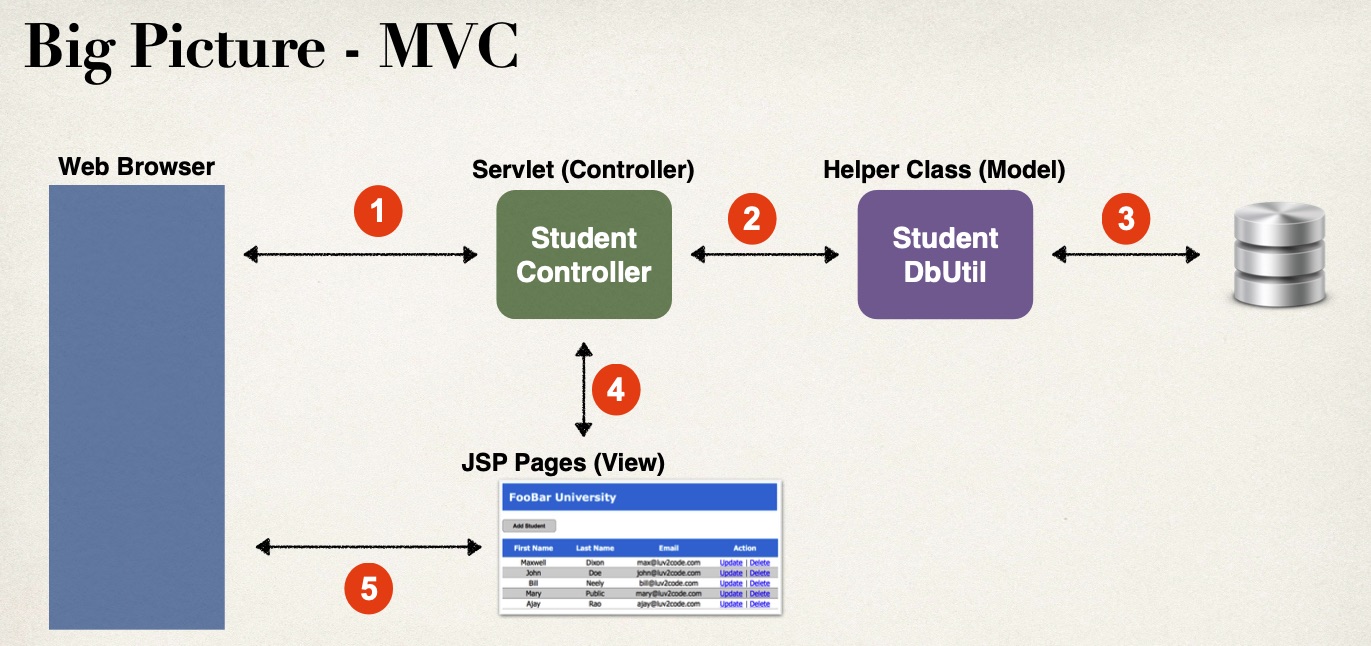 Big Picture - MVC
Web Browser
Servlet (Controller)
Helper Class (Model)
1
2
3
Student
Controller
Student
DbUtil
4
JSP Pages (View)
FooBar University
Add Student
First Name Last Name Email Action
Maxwell Dixon max@luv2code.com Update | Delete
John Doe john@luv2code.com Update | Delete
Bill Neely bill@luv2code.com Update | Delete
Mary Public mary@luv2code.com Update | Delete
Ajay Rao ajay@luv2code.com Update | Delete
5